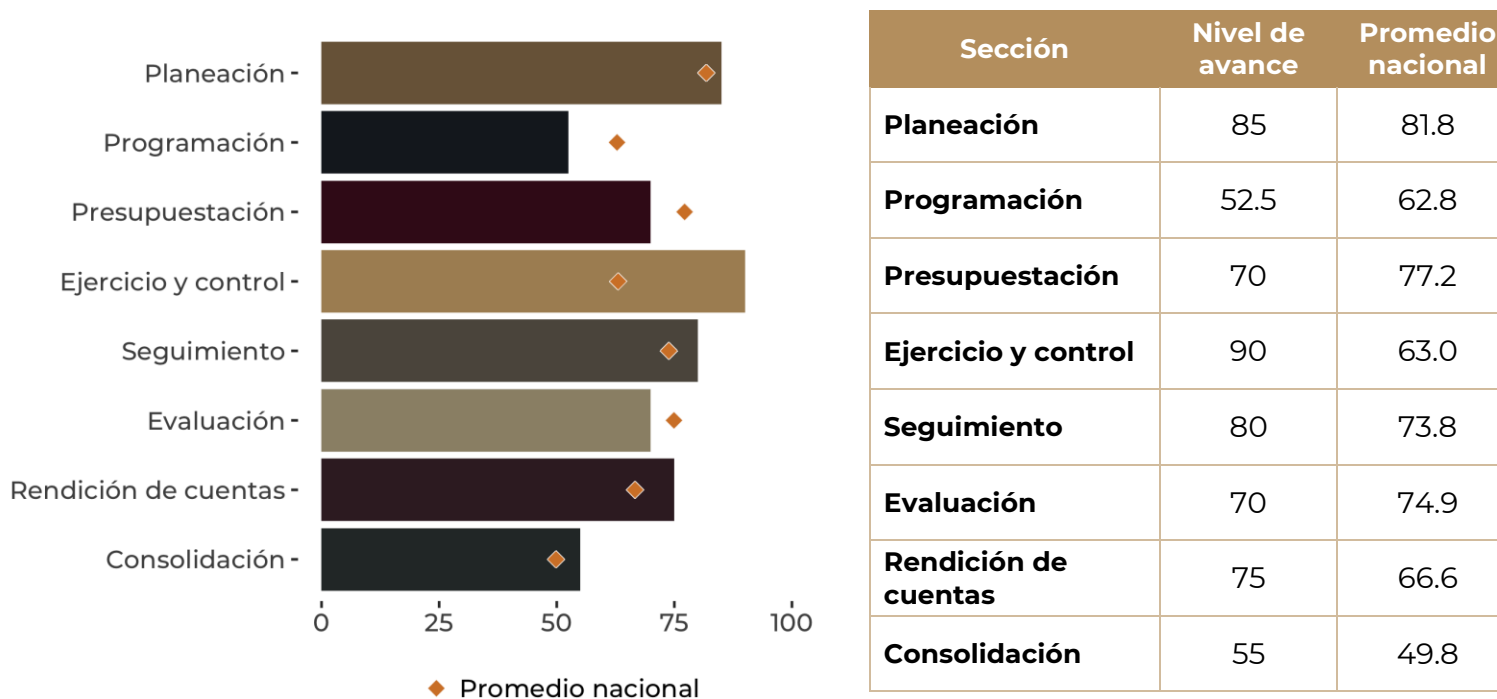 Planeación
Programación
Presupuestación
Ejercicio y control
Seguimiento
Evaluación
Rendición de cuentas
Consolidación
0 25 50 75 100
Promedio nacional
Sección Nivel de avance Promedio nacional
Planeación 85 81.8
Programación 52.5 62.8
Presupuestación 70 77.2
Ejercicio y control 90 63.0
Seguimiento 80 73.8
Evaluación 70 74.9
Rendición de cuentas 75 66.6
Consolidación 55 49.8